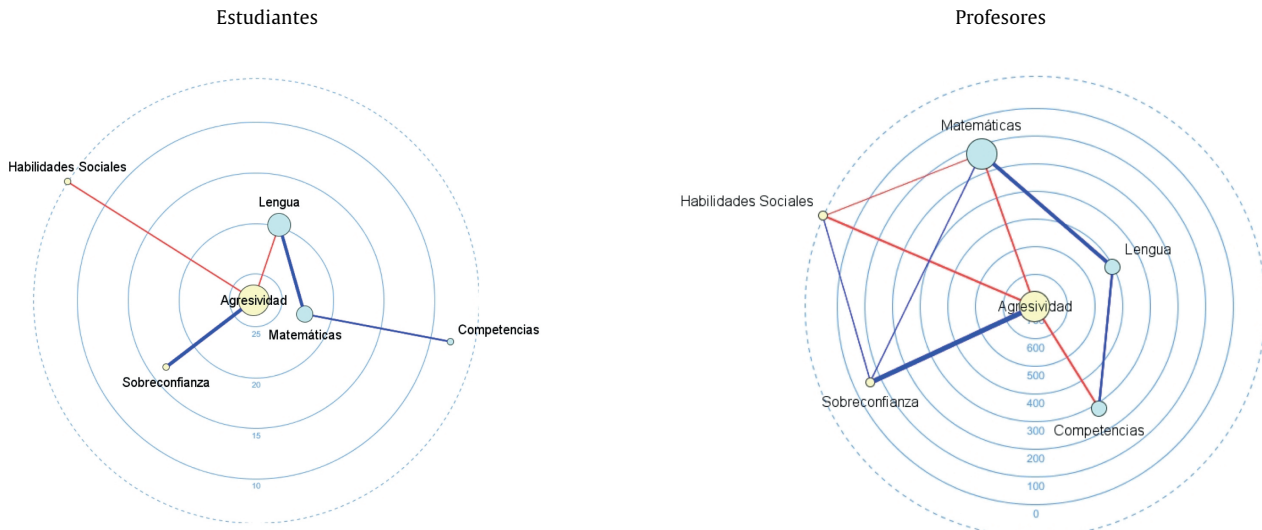 Estudiantes
Habilidades Sociales
Lengua
Agresividad
Matemáticas
Competencias
Sobreconfianza
25
20
15
10
Profesores
Matemáticas
Habilidades Sociales
Lengua
Agresividad
600
500
Sobreconfianza
400
300
Competencias
200
100
0